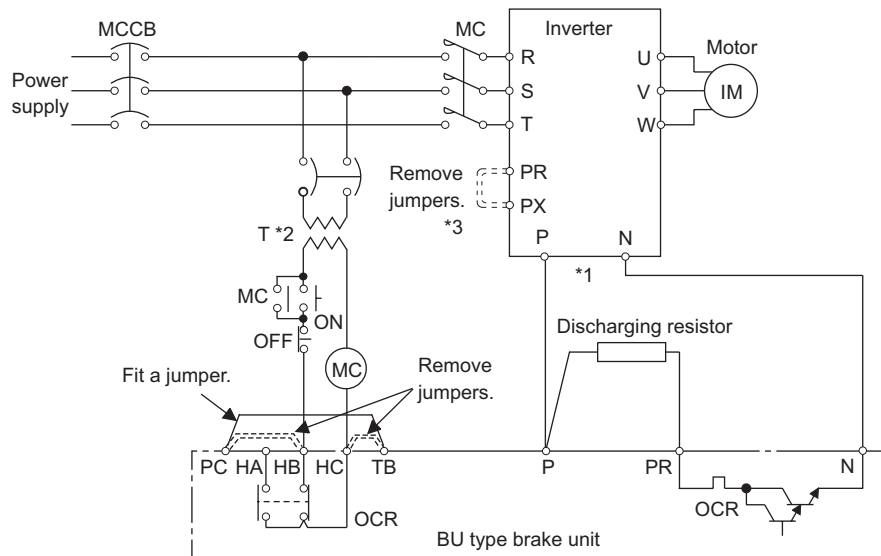 MCCB
MC
Inverter
Motor
Power
supply
R
S
T
U
V
W
IM
PR
PX
Remove
jumpers.
*3
T *2
P
N
*1
MC
ON
OFF
MC
Discharging resistor
Fit a jumper.
Remove
jumpers.
PC
HA
HB
HC
TB
P
PR
N
OCR
OCR
BU type brake unit